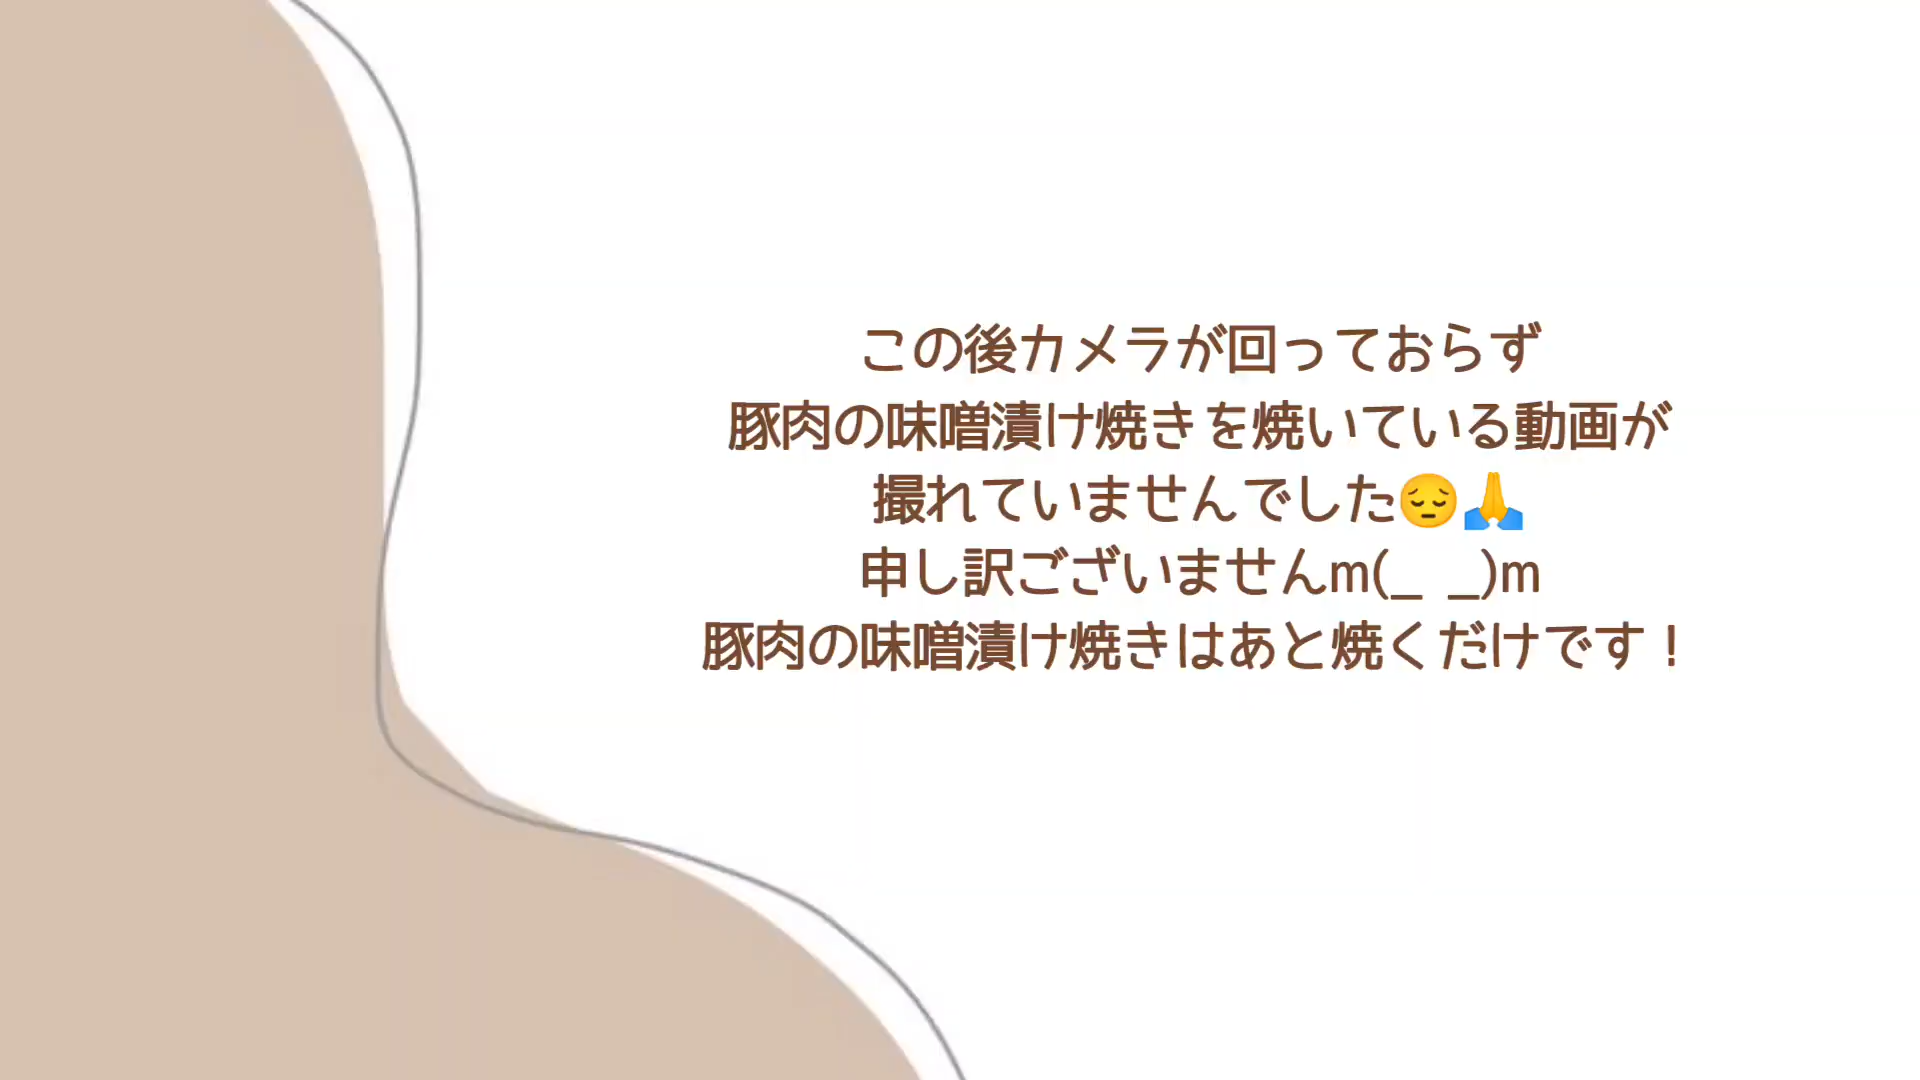 この後カメラが回っておらず
豚肉の味噌漬け焼きを焼いている動画が
撮れていませんでした😔🙏
申し訳ございませんm(_ _)m
豚肉の味噌漬け焼きはあと焼くだけです！